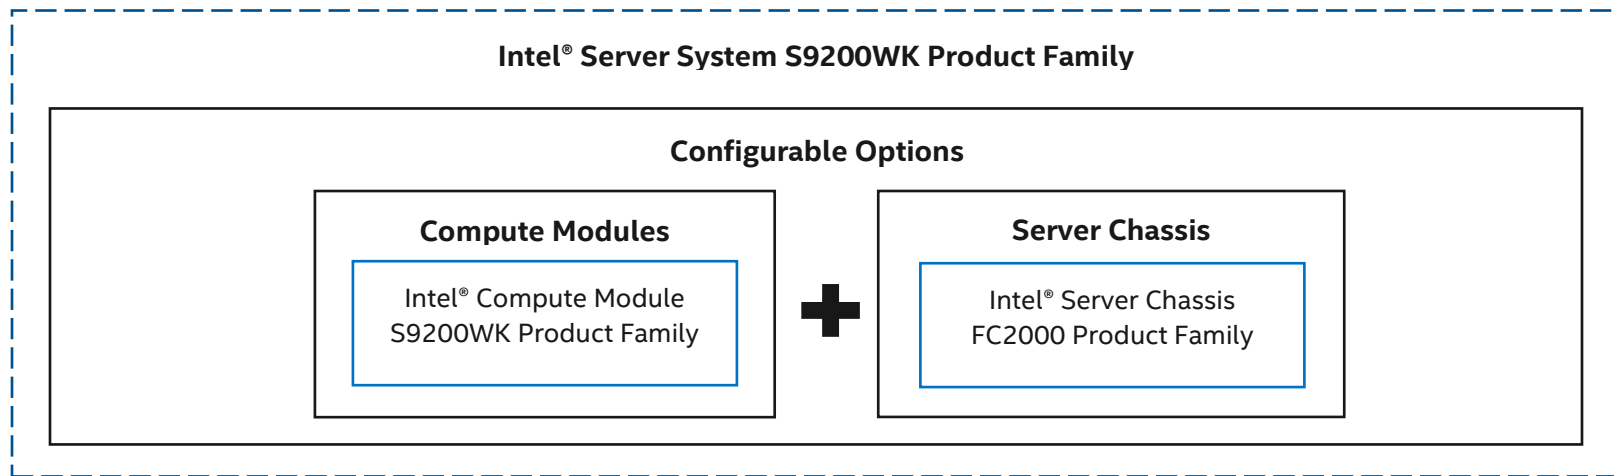 Intel® Server System S9200WK Product Family
Configurable Options
Compute Modules
Intel® Compute Module
S9200WK Product Family
Server Chassis
Intel® Server Chassis
FC2000 Product Family